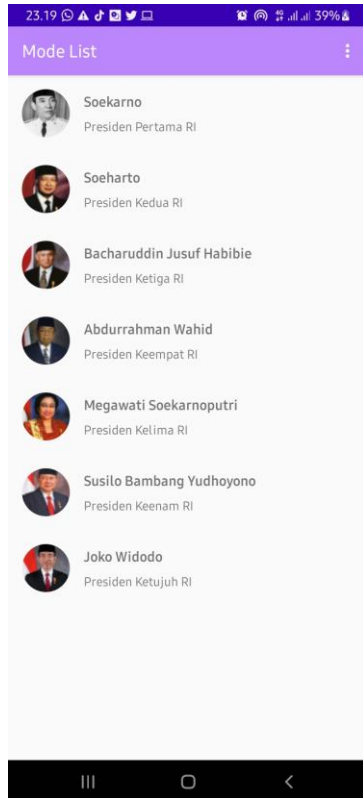 23.19 39%
Mode List
Soekarno
Presiden Pertama RI
Soeharto
Presiden Kedua RI
Bacharuddin Jusuf Habibie
Presiden Ketiga RI
Abdurrahman Wahid
Presiden Keempat RI
Megawati Soekarnoputri
Presiden Kelima RI
Susilo Bambang Yudhoyono
Presiden Keenam RI
Joko Widodo
Presiden Ketujuh RI